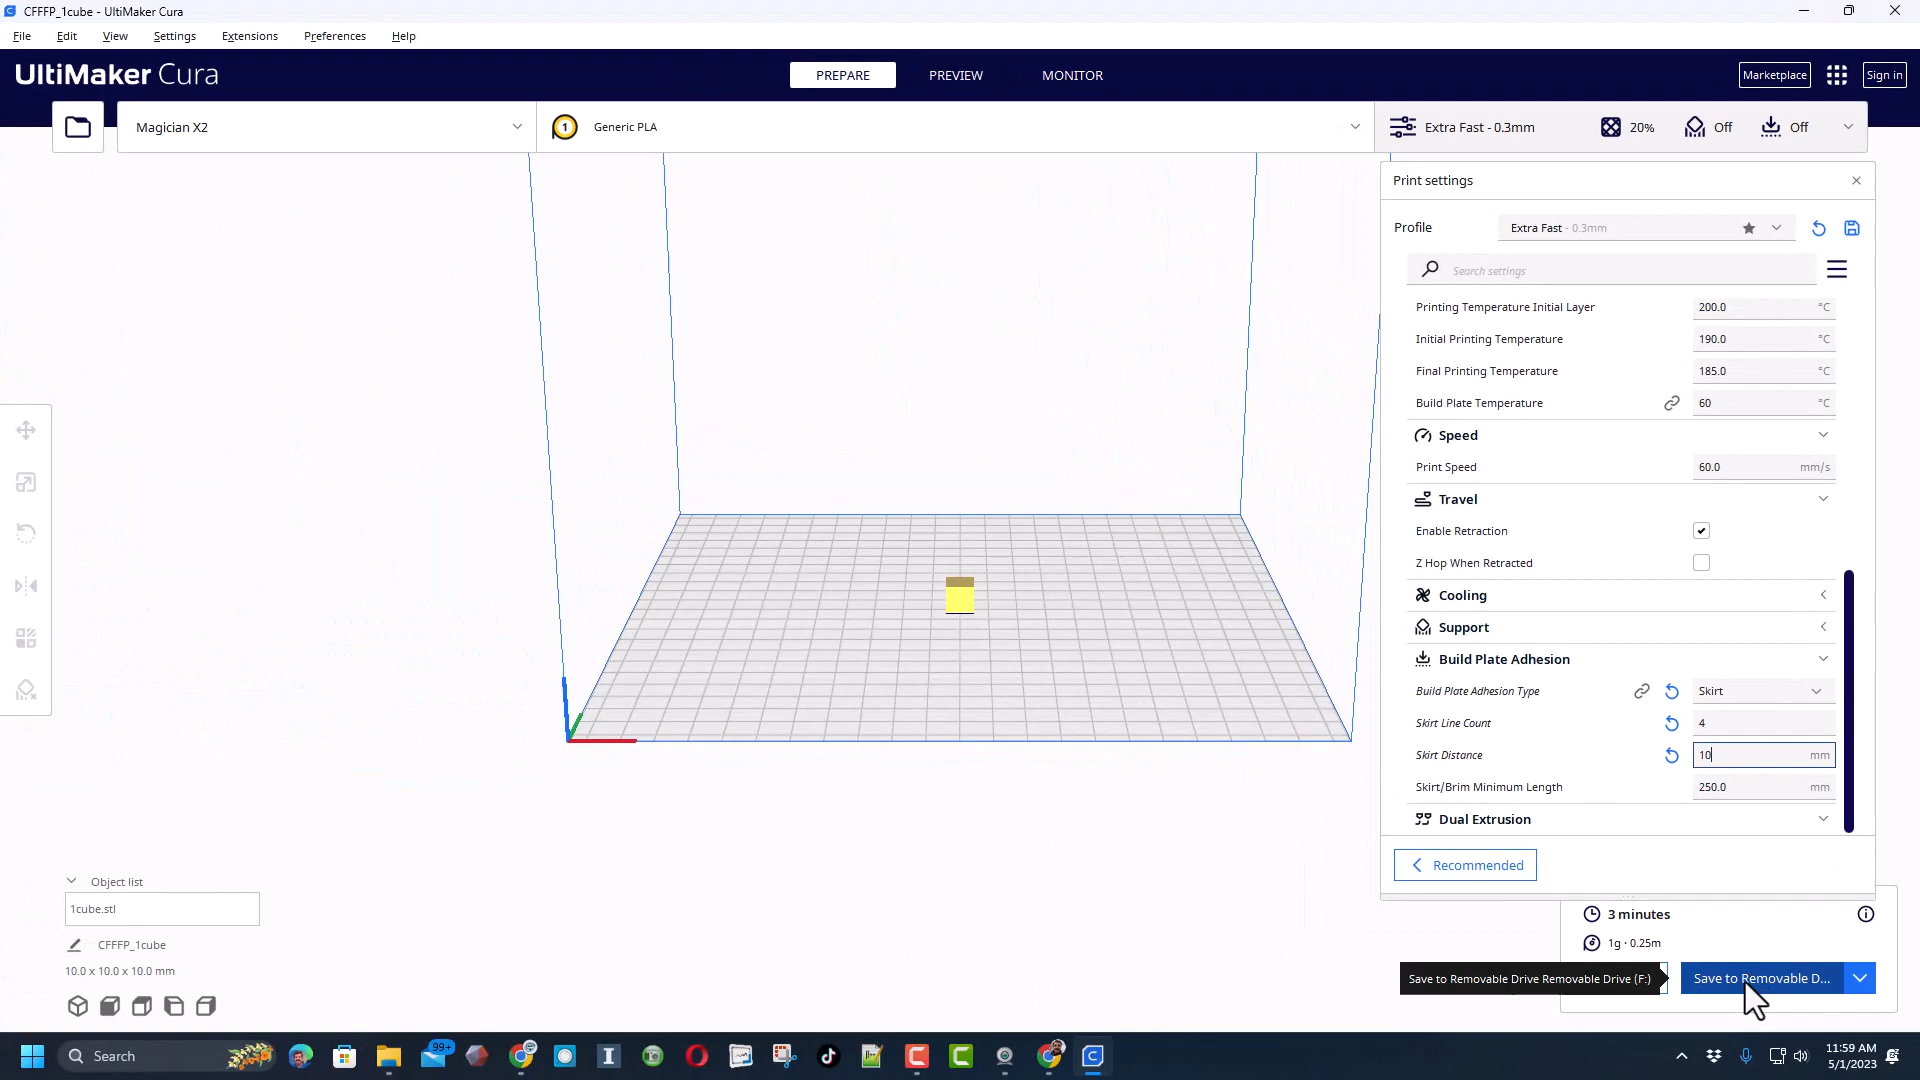 CFFFP_1cube - UltiMaker Cura
File Edit View Settings Extensions Preferences Help
UltiMaker Cura
PREPARE PREVIEW MONITOR
Marketplace Sign in
Magician X2
1 Generic PLA
Extra Fast - 0.3mm 20% Off Off
Print settings
Profile Extra Fast - 0.3mm
Search settings
Printing Temperature Initial Layer 200.0 °C
Initial Printing Temperature 190.0 °C
Final Printing Temperature 185.0 °C
Build Plate Temperature 60 °C
Speed
Print Speed 60.0 mm/s
Travel
Enable Retraction
Z Hop When Retracted
Cooling
Support
Build Plate Adhesion
Build Plate Adhesion Type Skirt
Skirt Line Count 4
Skirt Distance 10 mm
Skirt/Brim Minimum Length 250.0 mm
Dual Extrusion
Recommended
Object list
1cube.stl
CFFFP_1cube
10.0 x 10.0 x 10.0 mm
3 minutes
1g · 0.25m
Save to Removable Drive Removable Drive (F:)
Save to Removable D...
Search
99+
11:59 AM
5/1/2023